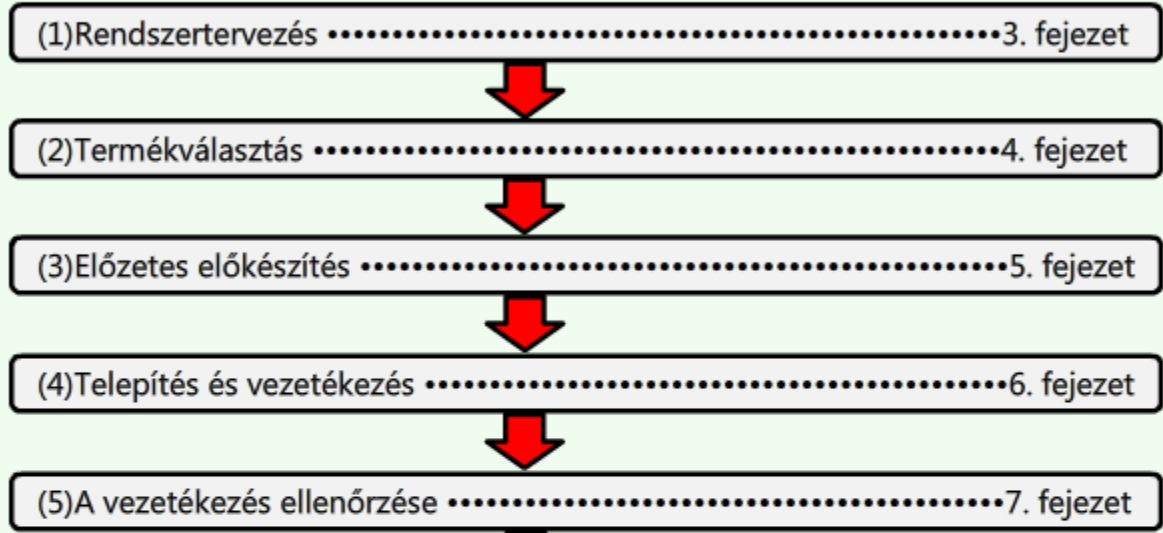 (1)Rendszertervezés ••••••••••••••••••••••••••••••••••••••••••••••••••••3. fejezet
(2)Termékválasztás •••••••••••••••••••••••••••••••••••••••••••••••••••••4. fejezet
(3)Előzetes előkészítés ••••••••••••••••••••••••••••••••••••••••••••••••••5. fejezet
(4)Telepítés és vezetékezés •••••••••••••••••••••••••••••••••••••••••••••6. fejezet
(5)A vezetékezés ellenőrzése •••••••••••••••••••••••••••••••••••••••••••7. fejezet